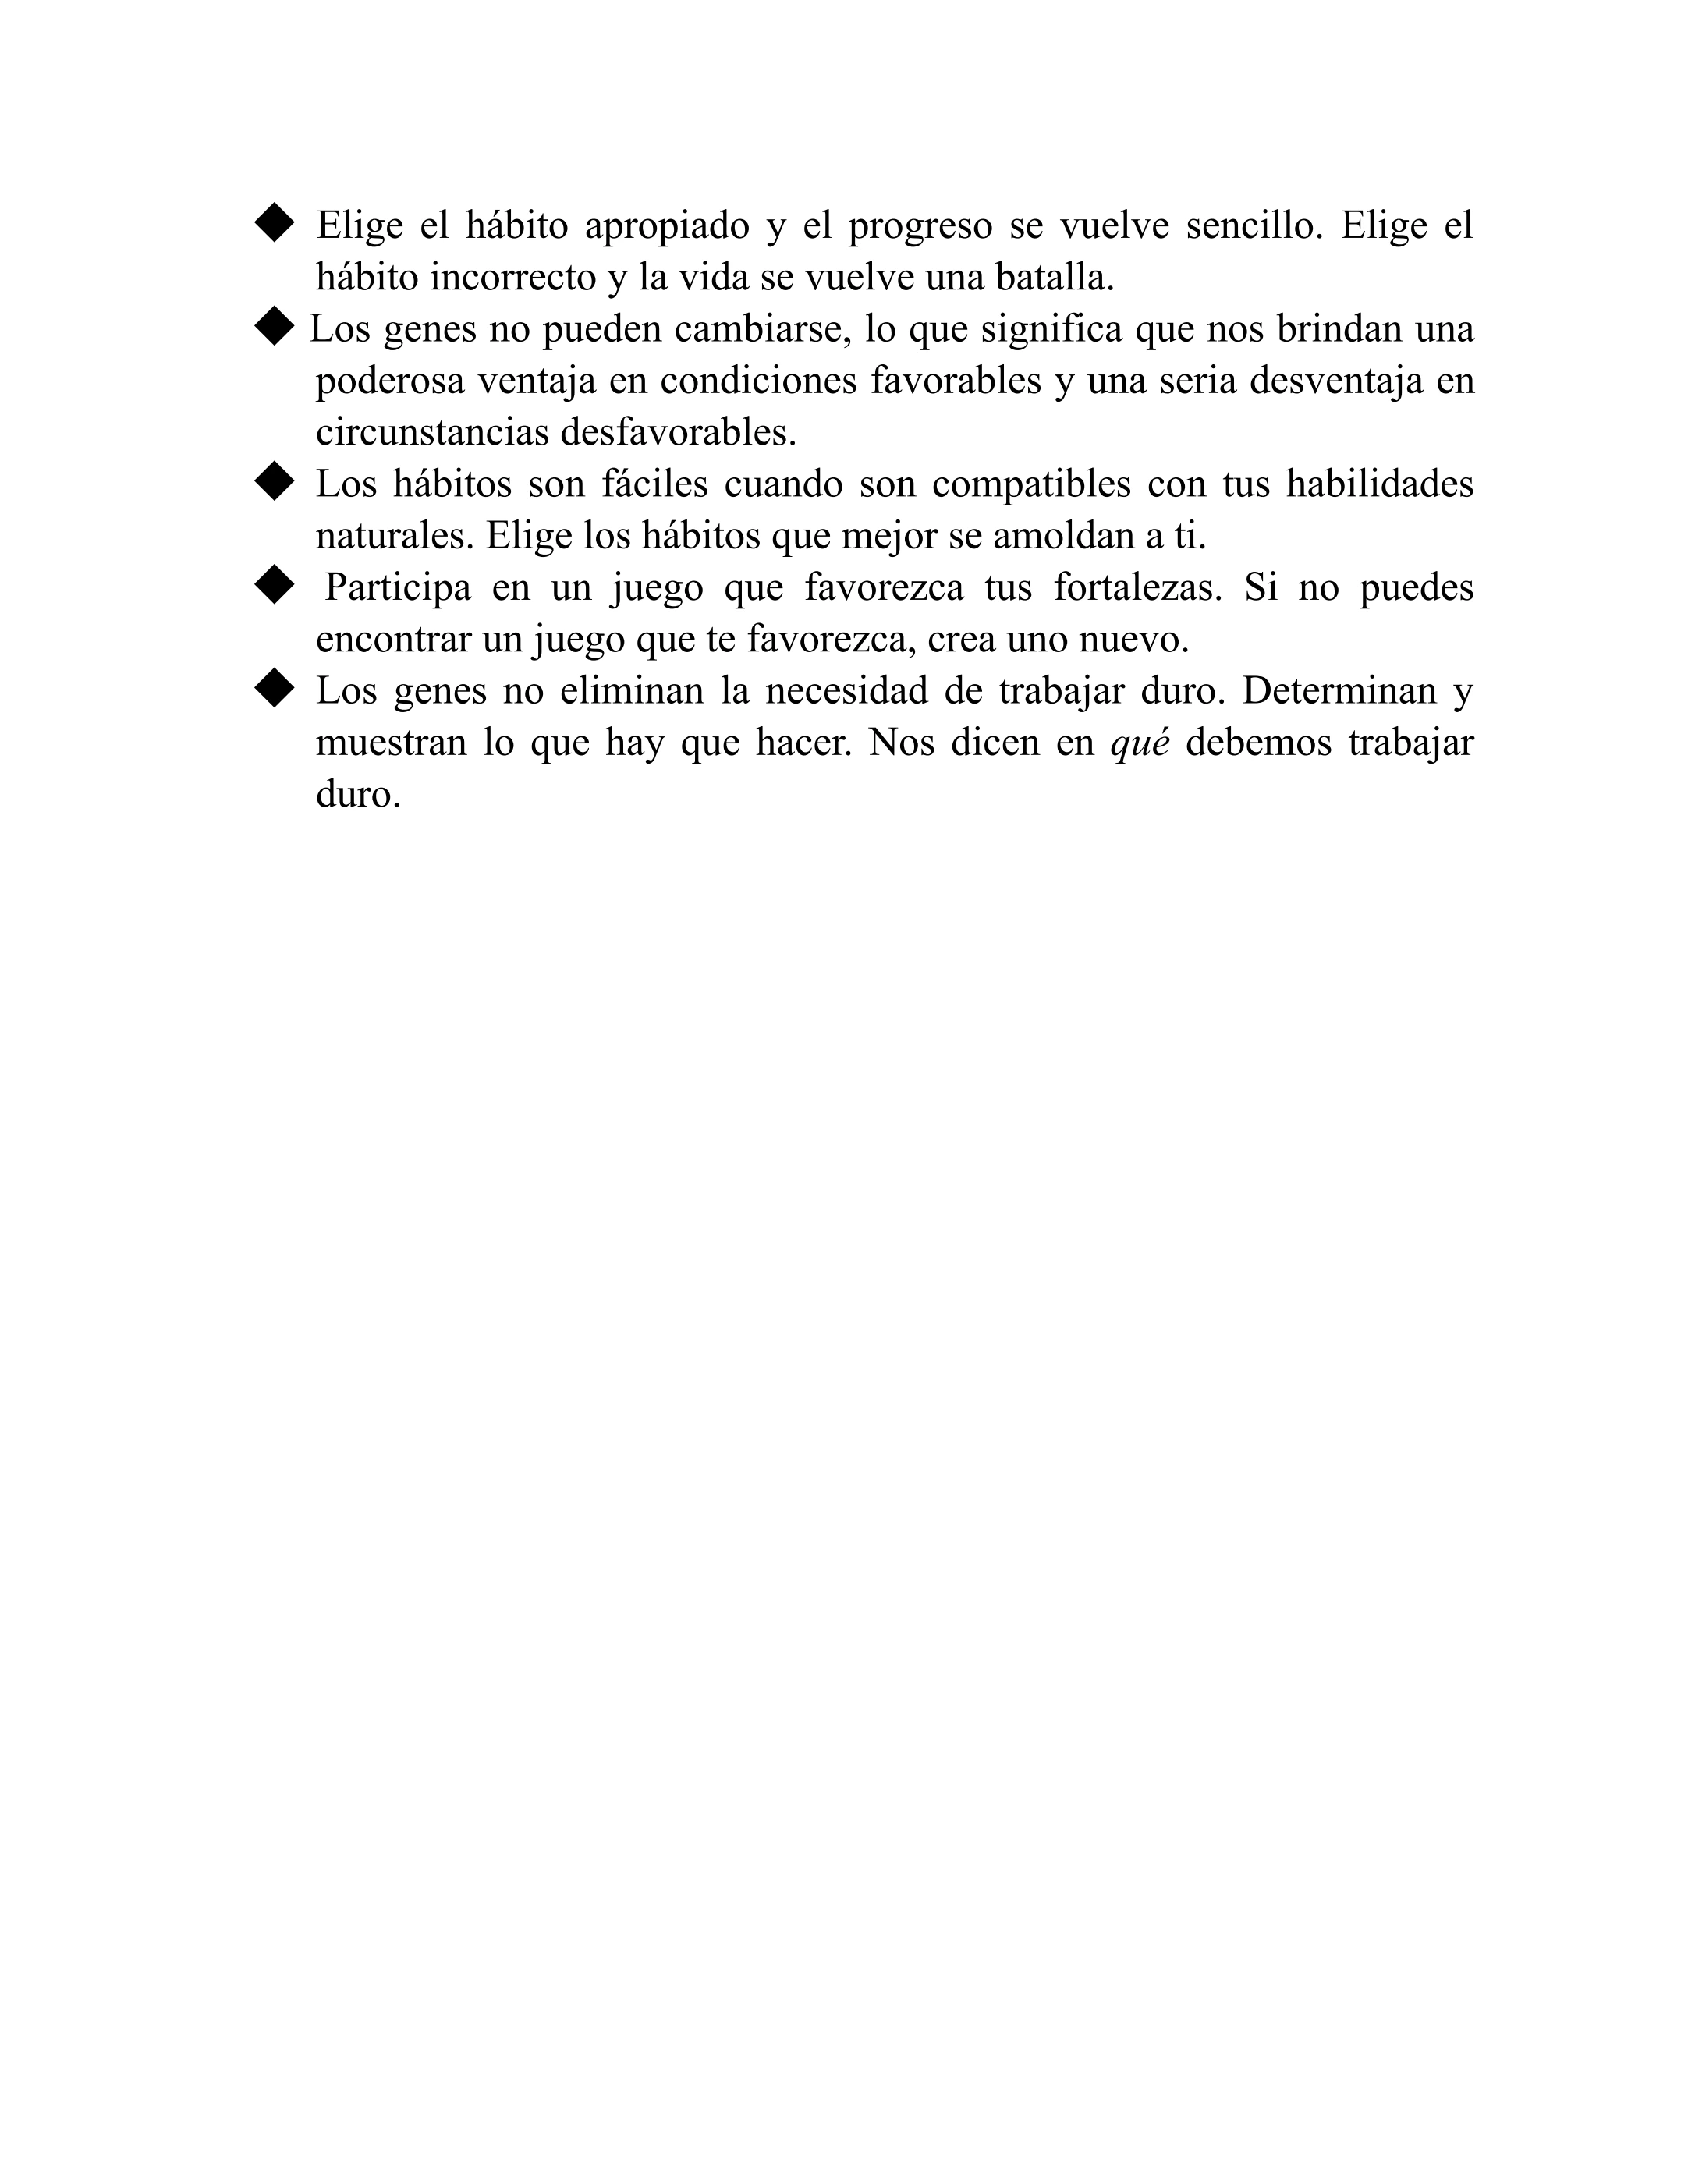 ◆ Elige el hábito apropiado y el progreso se vuelve sencillo. Elige el
hábito incorrecto y la vida se vuelve una batalla.
◆ Los genes no pueden cambiarse, lo que significa que nos brindan una
poderosa ventaja en condiciones favorables y una seria desventaja en
circunstancias desfavorables.
◆ Los hábitos son fáciles cuando son compatibles con tus habilidades
naturales. Elige los hábitos que mejor se amoldan a ti.
◆ Participa en un juego que favorezca tus fortalezas. Si no puedes
encontrar un juego que te favorezca, crea uno nuevo.
◆ Los genes no eliminan la necesidad de trabajar duro. Determinan y
muestran lo que hay que hacer. Nos dicen en qué debemos trabajar
duro.